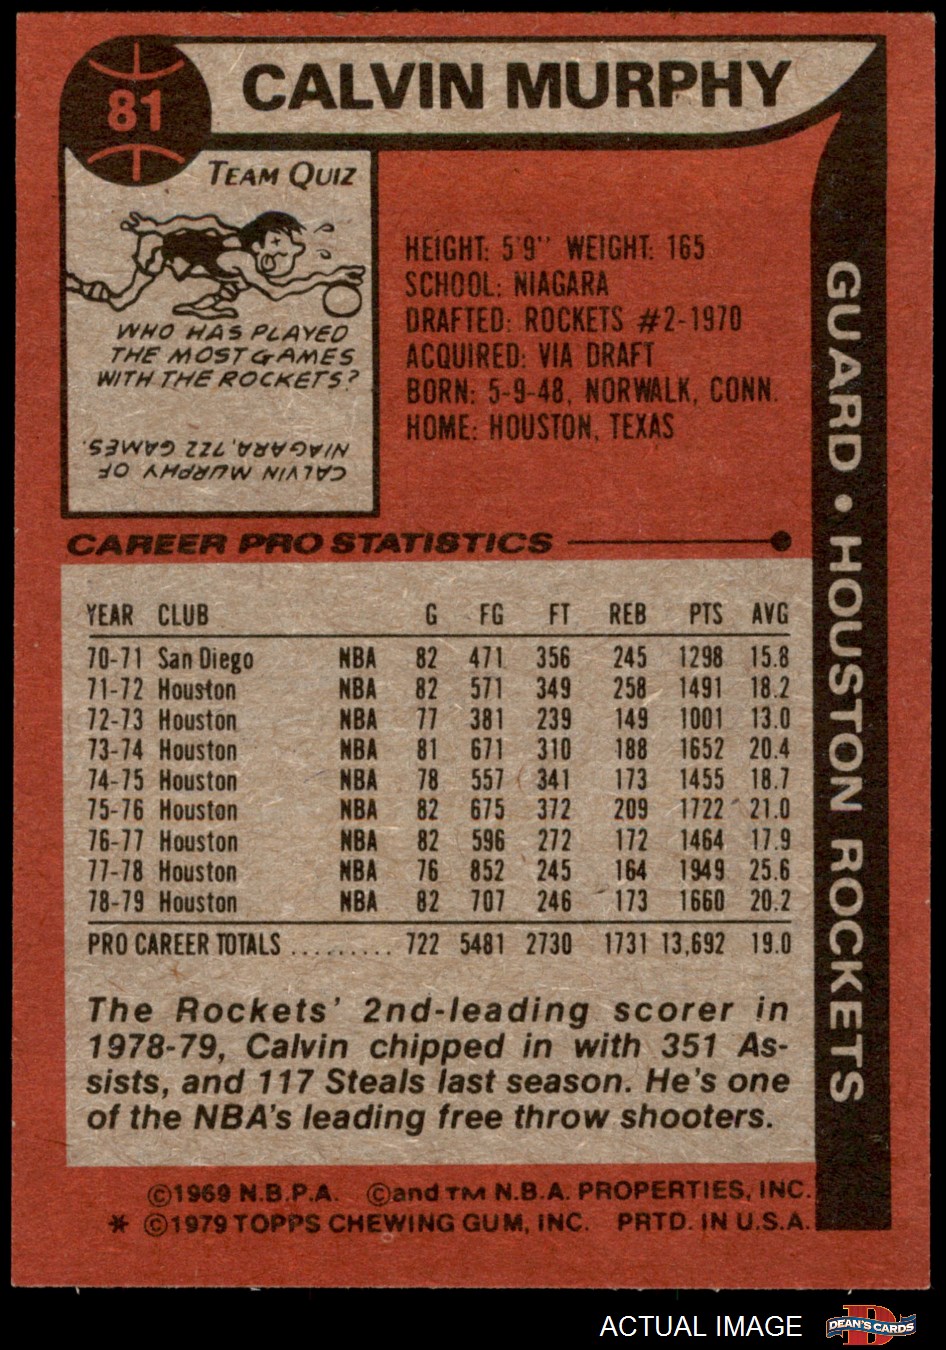 81
CALVIN MURPHY
TEAM QUIZ
WHO HAS PLAYED
THE MOST GAMES
WITH THE ROCKETS?
CALVIN MURPHY OF
NIAGARA, 722 GAMES.
HEIGHT: 5'9" WEIGHT: 165
SCHOOL: NIAGARA
DRAFTED: ROCKETS #2-1970
ACQUIRED: VIA DRAFT
BORN: 5-9-48, NORWALK, CONN.
HOME: HOUSTON, TEXAS
GUARD • HOUSTON ROCKETS
CAREER PRO STATISTICS
YEAR CLUB G FG FT REB PTS AVG
70-71 San Diego NBA 82 471 356 245 1298 15.8
71-72 Houston NBA 82 571 349 258 1491 18.2
72-73 Houston NBA 77 381 239 149 1001 13.0
73-74 Houston NBA 81 671 310 188 1652 20.4
74-75 Houston NBA 78 557 341 173 1455 18.7
75-76 Houston NBA 82 675 372 209 1722 21.0
76-77 Houston NBA 82 596 272 172 1464 17.9
77-78 Houston NBA 76 852 245 164 1949 25.6
78-79 Houston NBA 82 707 246 173 1660 20.2
PRO CAREER TOTALS .......... 722 5481 2730 1731 13,692 19.0
The Rockets' 2nd-leading scorer in
1978-79, Calvin chipped in with 351 As-
sists, and 117 Steals last season. He's one
of the NBA's leading free throw shooters.
©1969 N.B.P.A. ©and TM N.B.A. PROPERTIES, INC.
* ©1979 TOPPS CHEWING GUM, INC. PRTD. IN U.S.A.
ACTUAL IMAGE
D
DEAN'S CARDS